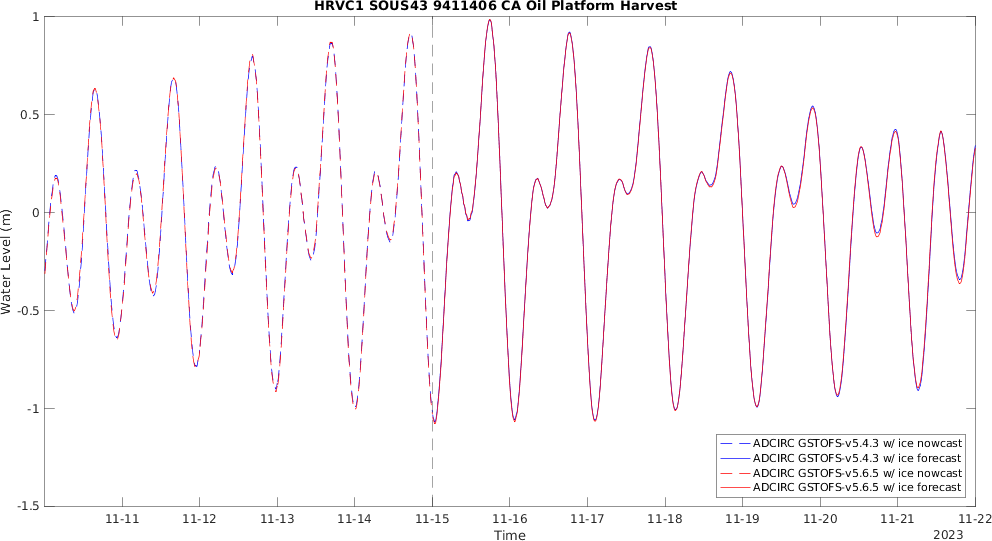 HRVC1 SOUS43 9411406 CA Oil Platform Harvest
1
0.5
0
-0.5
-1
-1.5
Water Level (m)
11-11 11-12 11-13 11-14 11-15 11-16 11-17 11-18 11-19 11-20 11-21 11-22
Time
2023
ADCIRC GSTOFS-v5.4.3 w/ ice nowcast
ADCIRC GSTOFS-v5.4.3 w/ ice forecast
ADCIRC GSTOFS-v5.6.5 w/ ice nowcast
ADCIRC GSTOFS-v5.6.5 w/ ice forecast